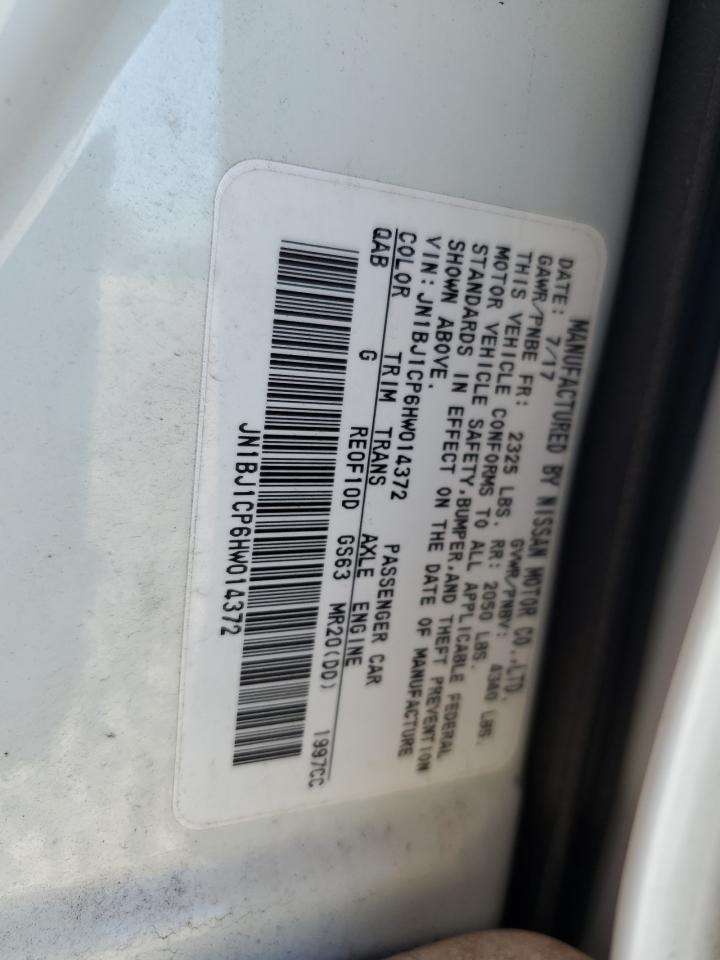 MANUFACTURED BY NISSAN MOTOR CO.,LTD.
DATE: 7/17 GVWR/PNBV: 4340 LBS.
GAWR/PNBE FR: 2325 LBS. RR: 2050 LBS.
THIS VEHICLE CONFORMS TO ALL APPLICABLE FEDERAL
MOTOR VEHICLE SAFETY,BUMPER,AND THEFT PREVENTION
STANDARDS IN EFFECT ON THE DATE OF MANUFACTURE
SHOWN ABOVE.
VIN:JN1BJ1CP6HW014372 PASSENGER CAR
COLOR TRIM TRANS AXLE ENGINE
QAB G RE0F10D GS63 MR20(DD) 1997CC
JN1BJ1CP6HW014372